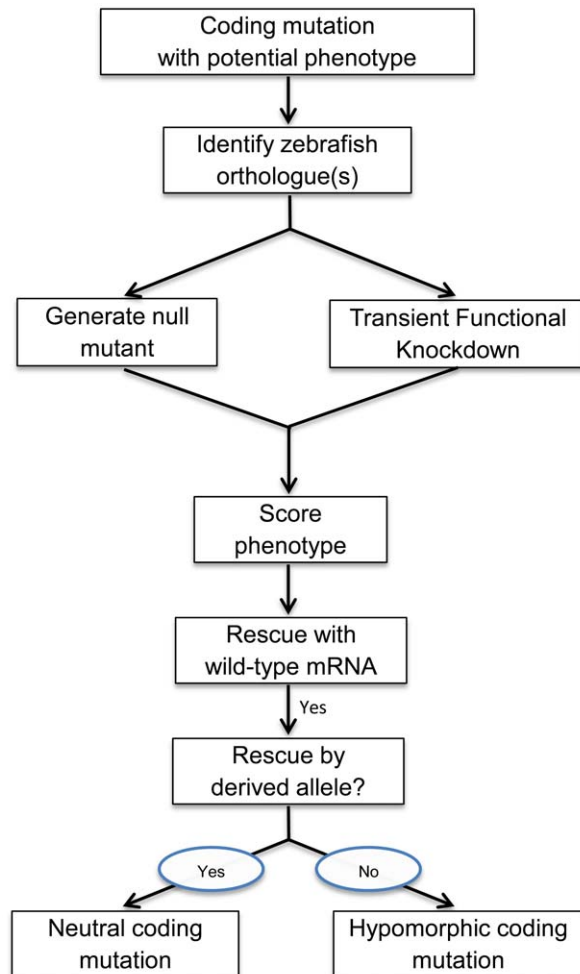 Coding mutation
with potential phenotype
Identify zebrafish
orthologue(s)
Generate null
mutant
Transient Functional
Knockdown
Score
phenotype
Rescue with
wild-type mRNA
Yes
Rescue by
derived allele?
Yes
No
Neutral coding
mutation
Hypomorphic coding
mutation